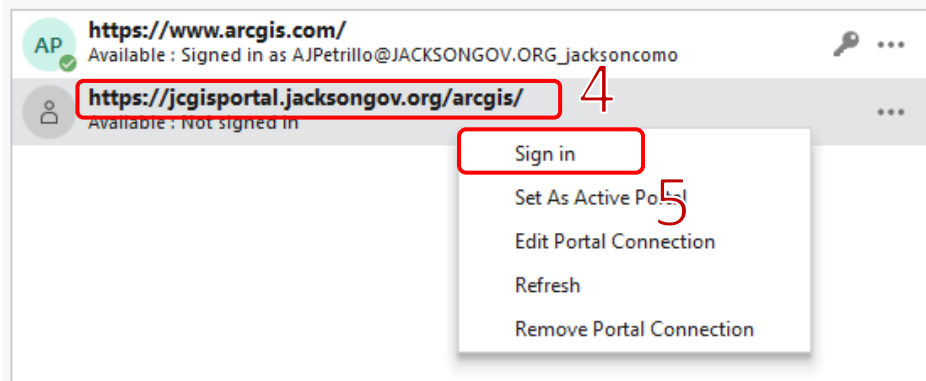 https://www.arcgis.com/
AP
Available : Signed in as AJPetrillo@JACKSONGOV.ORG_jacksoncomo
https://jcgisportal.jacksongov.org/arcgis/
4
Available : Not signed in
Sign in
Set As Active Portal
5
Edit Portal Connection
Refresh
Remove Portal Connection